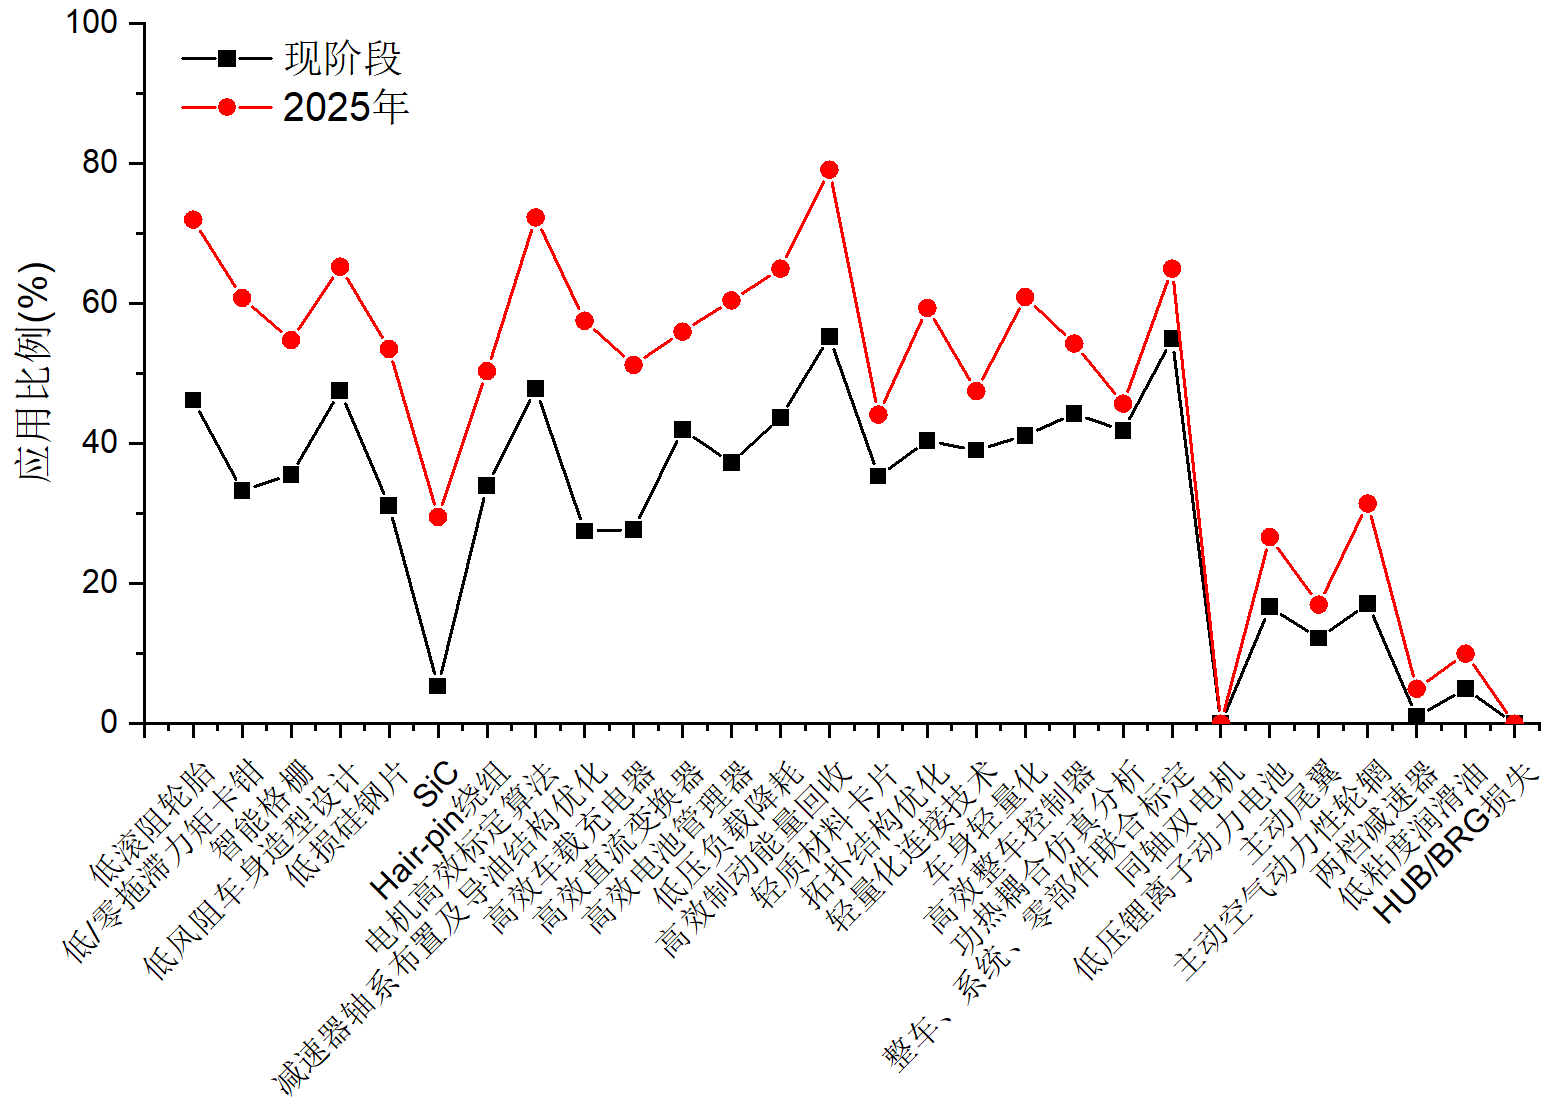 100
80
60
40
20
0
应用比例(%)
现阶段
2025年
低滚阻轮胎
低/零拖滞力矩卡钳
智能格栅
低风阻车身造型设计
低损硅钢片
SiC
Hair-pin绕组
电机高效标定算法
减速器轴系布置及导油结构优化
高效车载充电器
高效直流变换器
高效电池管理器
低压负载降耗
高效制动能量回收
轻质材料卡片
拓扑结构优化
轻量化连接技术
车身轻量化
高效整车控制器
功热耦合仿真分析
整车、系统、零部件联合标定
同轴双电机
低压锂离子动力电池
主动尾翼
主动空气动力性轮辋
两档减速器
低粘度润滑油
HUB/BRG损失